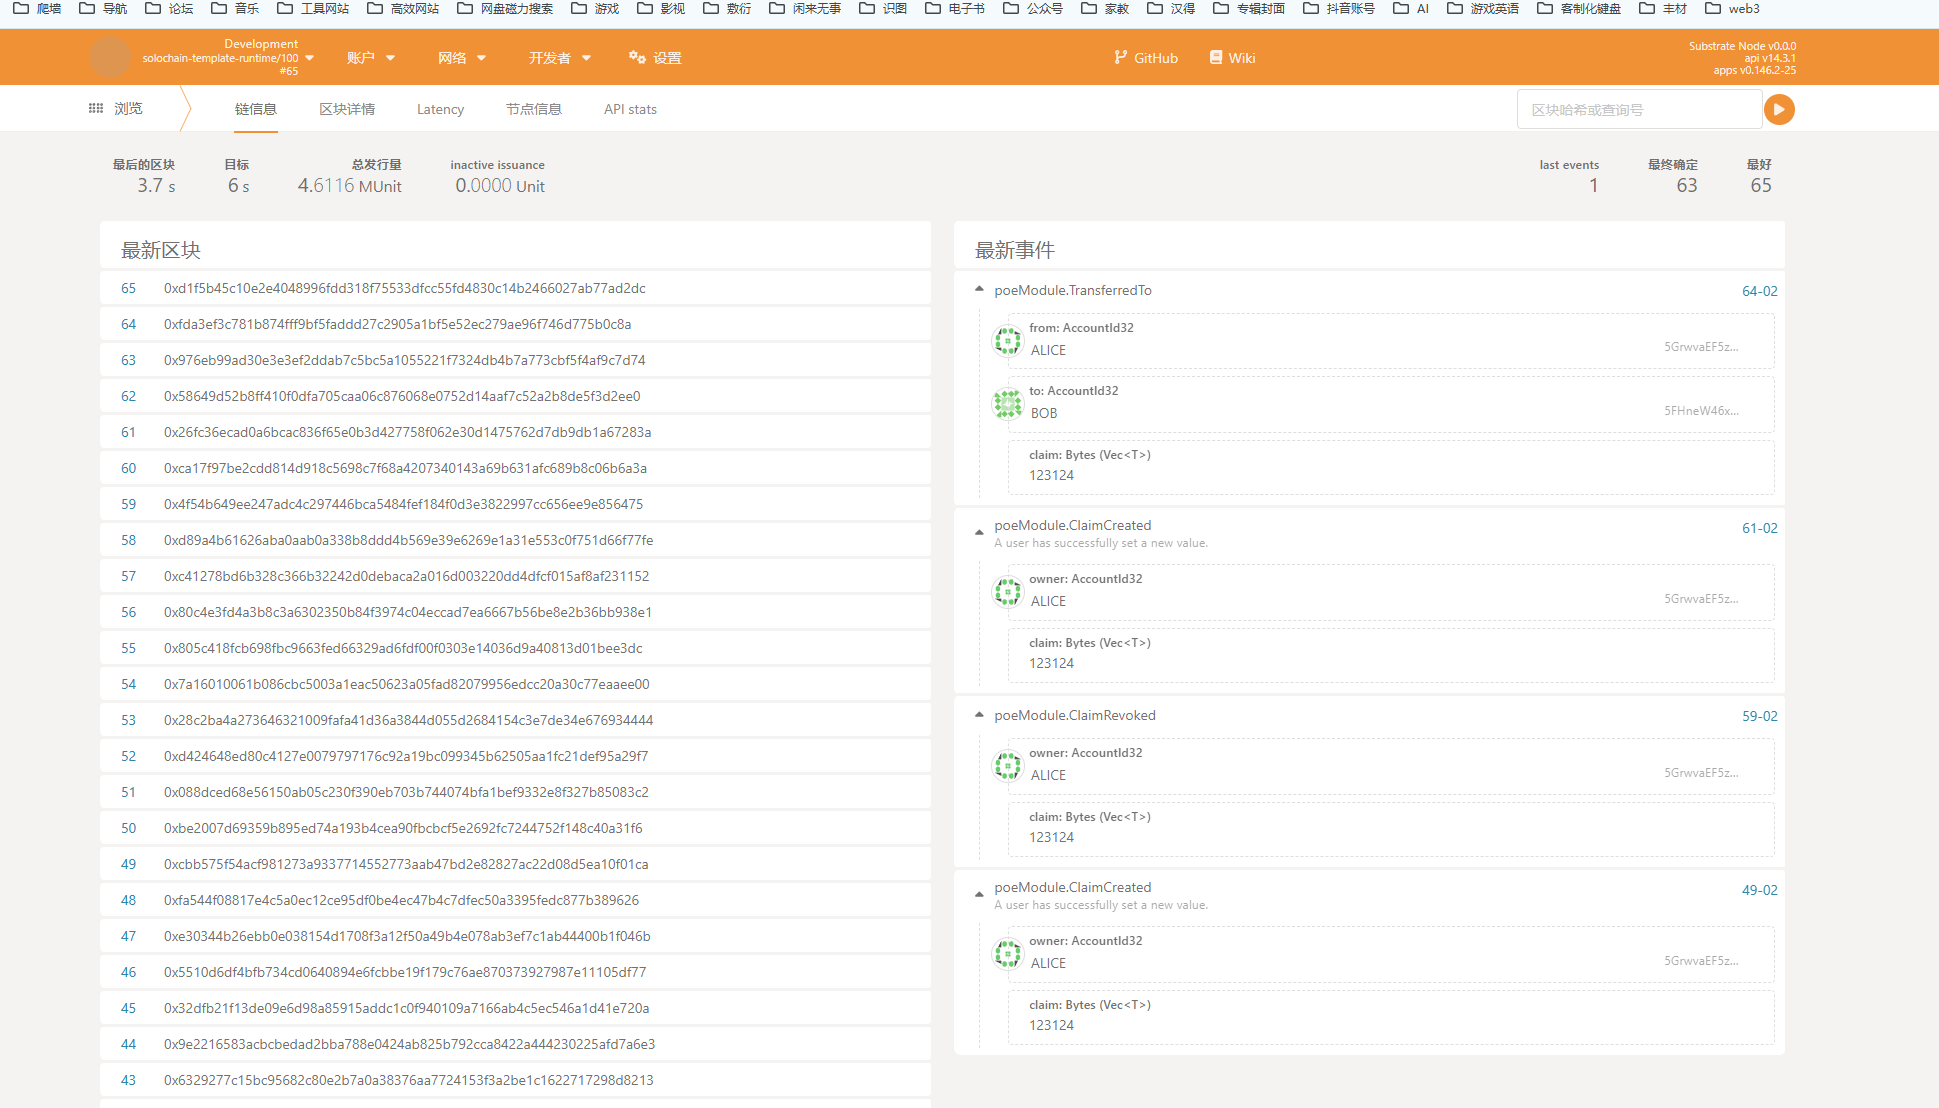 爬墙 导航 论坛 音乐 工具网站 高效网站 网盘磁力搜索 游戏 影视 敷衍 闲来无事 识图 电子书 公众号 家教 汉得 专辑封面 抖音账号 AI 游戏英语 客制化键盘 丰材 web3
Development
solochain-template-runtime/100
#65
账户 网络 开发者 设置 GitHub Wiki
Substrate Node v0.0.0
api v14.3.1
apps v0.146.2-25
浏览 链信息 区块详情 Latency 节点信息 API stats 区块哈希或查询号
最后的区块 目标 总发行量 inactive issuance last events 最终确定 最好
3.7 s 6 s 4.6116 MUnit 0.0000 Unit 1 63 65
最新区块
65 0xd1f5b45c10e2e4048996fdd318f75533dfcc55fd4830c14b2466027ab77ad2dc
64 0xfda3ef3c781b874fff9bf5faddd27c2905a1bf5e52ec279ae96f746d775b0c8a
63 0x976eb99ad30e3e3ef2ddab7c5bc5a1055221f7324db4b7a773cbf5f4af9c7d74
62 0x58649d52b8ff410f0dfa705caa06c876068e0752d14aaf7c52a2b8de5f3d2ee0
61 0x26fc36ecad0a6bcac836f65e0b3d427758f062e30d1475762d7db9db1a67283a
60 0xca17f97be2cdd814d918c5698c7f68a4207340143a69b631afc689b8c06b6a3a
59 0x4f54b649ee247adc4c297446bca5484fef184f0d3e3822997cc656ee9e856475
58 0xd89a4b61626aba0aab0a338b8ddd4b569e39e6269e1a31e553c0f751d66f77fe
57 0xc41278bd6b328c366b32242d0debaca2a016d003220dd4dfcf015af8af231152
56 0x80c4e3fd4a3b8c3a6302350b84f3974c04eccad7ea6667b56be8e2b36bb938e1
55 0x805c418fcb698fbc9663fed66329ad6fdf00f0303e14036d9a40813d01bee3dc
54 0x7a16010061b086cbc5003a1eac50623a05fad82079956edcc20a30c77eaaee00
53 0x28c2ba4a273646321009fafa41d36a3844d055d2684154c3e7de34e676934444
52 0xd424648ed80c4127e0079797176c92a19bc099345b62505aa1fc21def95a29f7
51 0x088dced68e56150ab05c230f390eb703b744074bfa1bef9332e8f327b85083c2
50 0xbe2007d69359b895ed74a193b4cea90fbcbcf5e2692fc7244752f148c40a31f6
49 0xcbb575f54acf981273a9337714552773aab47bd2e82827ac22d08d5ea10f01ca
48 0xfa544f08817e4c5a0ec12ce95df0be4ec47b4c7dfec50a3395fedc877b389626
47 0xe30344b26ebb0e038154d1708f3a12f50a49b4e078ab3ef7c1ab44400b1f046b
46 0x5510d6df4bfb734cd0640894e6fcbbe19f179c76ae870373927987e11105df77
45 0x32dfb21f13de09e6d98a85915addc1c0f940109a7166ab4c5ec546a1d41e720a
44 0x9e2216583acbcbedad2bba788e0424ab825b792cca8422a444230225afd7a6e3
43 0x6329277c15bc95682c80e2b7a0a38376aa7724153f3a2be1c1622717298d8213
最新事件
poeModule.TransferredTo 64-02
from: AccountId32
ALICE 5GrwvaEF5z...
to: AccountId32
BOB 5FHneW46x...
claim: Bytes (Vec<T>)
123124
poeModule.ClaimCreated 61-02
A user has successfully set a new value.
owner: AccountId32
ALICE 5GrwvaEF5z...
claim: Bytes (Vec<T>)
123124
poeModule.ClaimRevoked 59-02
owner: AccountId32
ALICE 5GrwvaEF5z...
claim: Bytes (Vec<T>)
123124
poeModule.ClaimCreated 49-02
A user has successfully set a new value.
owner: AccountId32
ALICE 5GrwvaEF5z...
claim: Bytes (Vec<T>)
123124